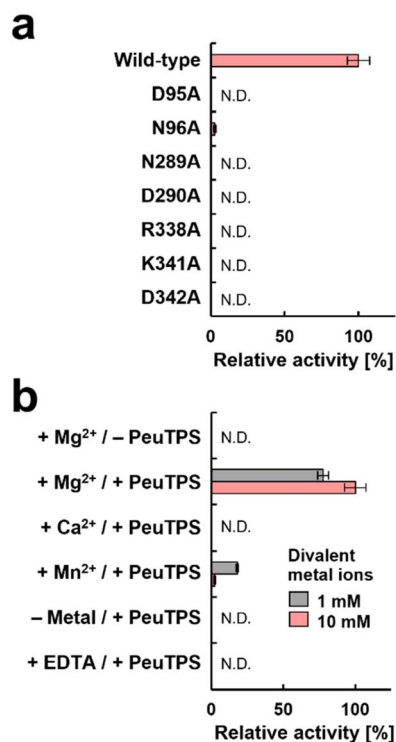 a
Wild-type
D95A N.D.
N96A
N289A N.D.
D290A N.D.
R338A N.D.
K341A N.D.
D342A N.D.
0 50 100
Relative activity [%]
b
+ Mg²⁺ / – PeuTPS N.D.
+ Mg²⁺ / + PeuTPS
+ Ca²⁺ / + PeuTPS N.D.
+ Mn²⁺ / + PeuTPS
– Metal / + PeuTPS N.D.
+ EDTA / + PeuTPS N.D.
Divalent
metal ions
1 mM
10 mM
0 50 100
Relative activity [%]